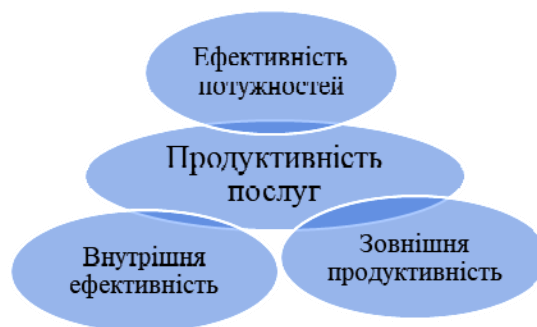 Ефективність
потужностей
Продуктивність
послуг
Внутрішня
ефективність
Зовнішня
продуктивність